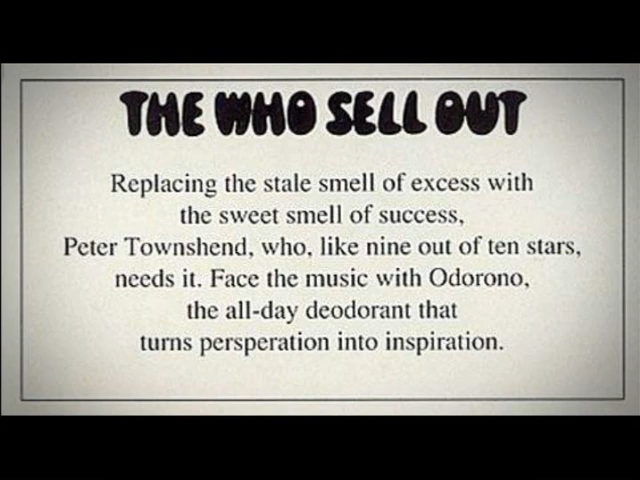 THE WHO SELL OUT
Replacing the stale smell of excess with
the sweet smell of success,
Peter Townshend, who, like nine out of ten stars,
needs it. Face the music with Odorono,
the all-day deodorant that
turns persperation into inspiration.